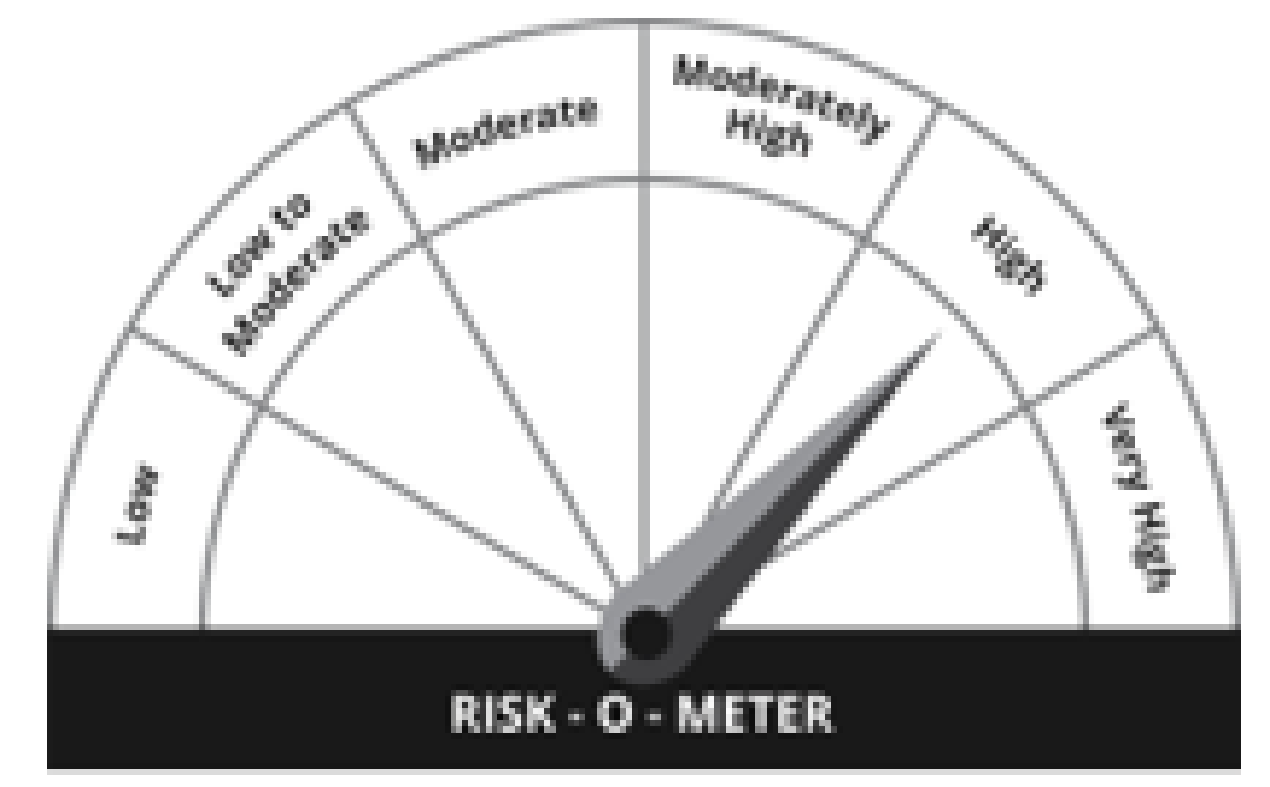 Low
Low to
Moderate
Moderate
Moderately
High
High
Very High
RISK - O - METER